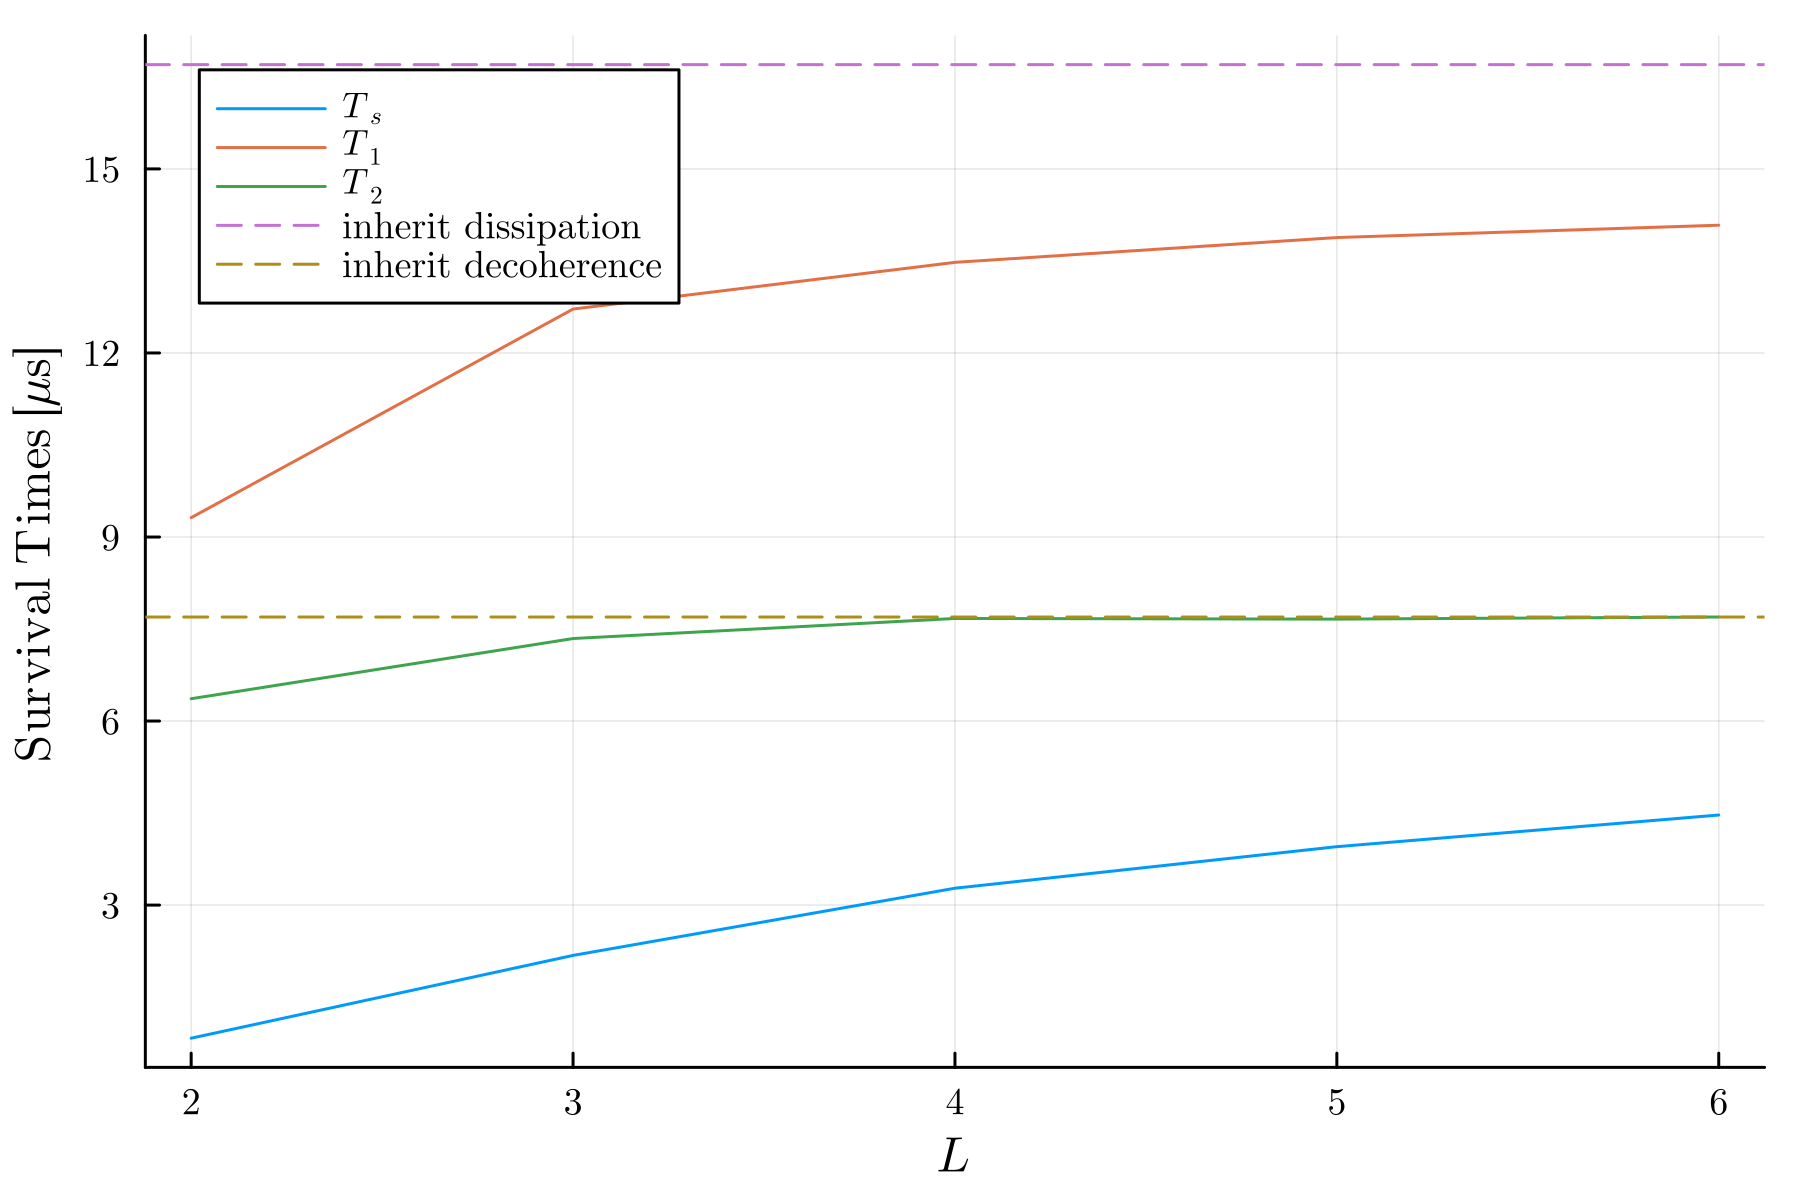 T_s
T_1
T_2
inherit dissipation
inherit decoherence
15
12
9
6
3
Survival Times [μs]
2 3 4 5 6
L